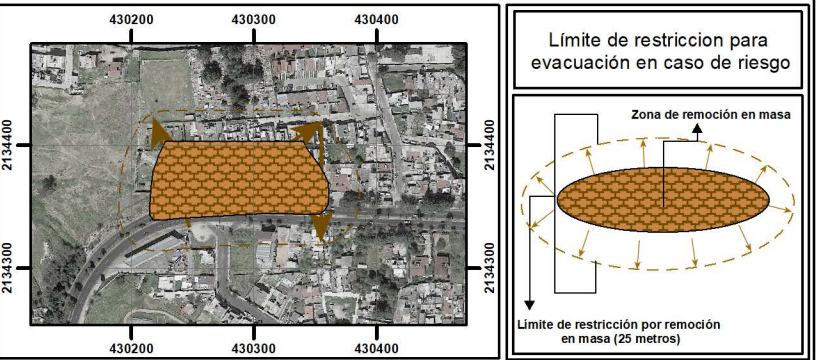 430200 430300 430400
2134400 2134400
2134300 2134300
430200 430300 430400
Límite de restriccion para
evacuación en caso de riesgo
Zona de remoción en masa
Límite de restricción por remoción
en masa (25 metros)